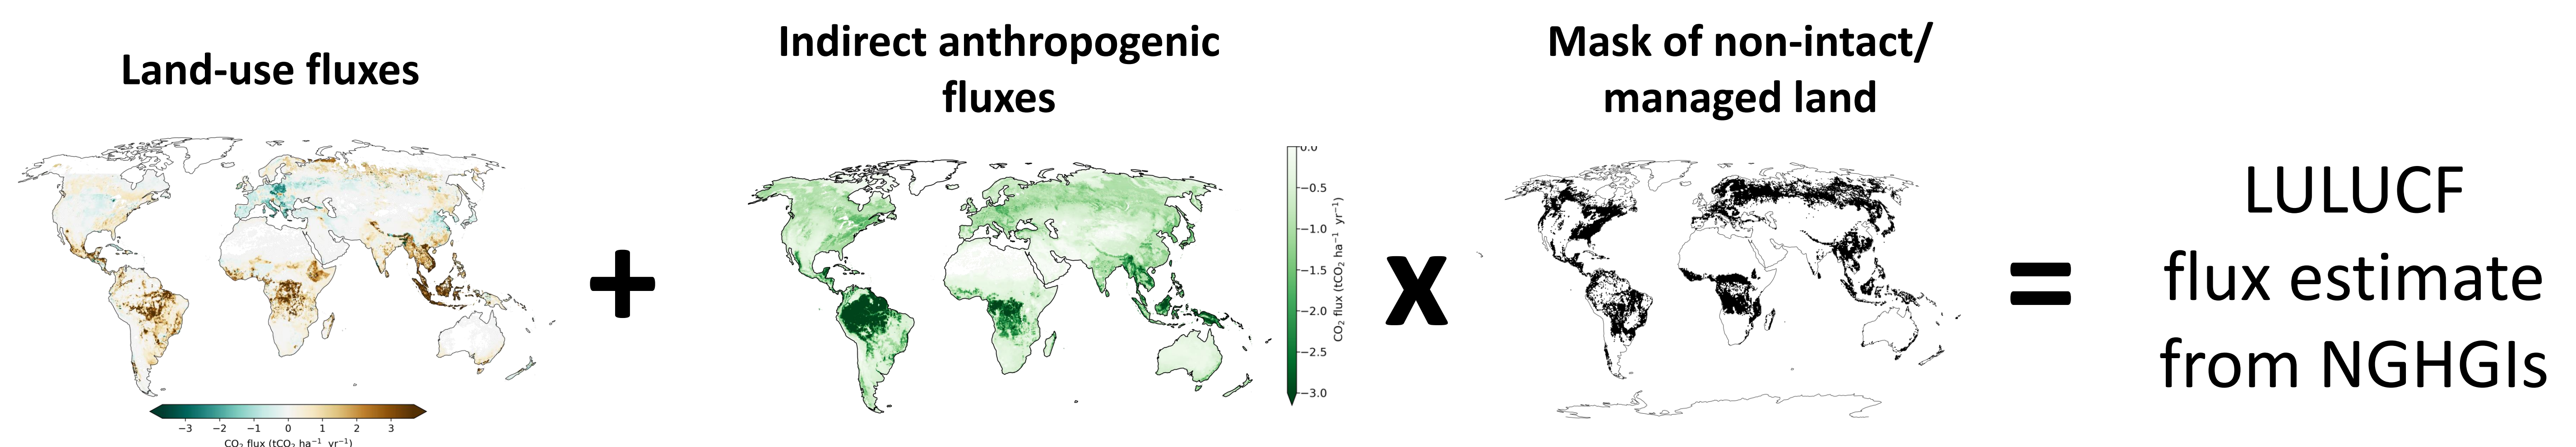 Land-use fluxes
−3 −2 −1 0 1 2 3
CO₂ flux (tCO₂ ha⁻¹ yr⁻¹)
+
Indirect anthropogenic
fluxes
0.0
−0.5
−1.0
−1.5
−2.0
−2.5
−3.0
CO₂ flux (tCO₂ ha⁻¹ yr⁻¹)
x
Mask of non-intact/
managed land
=
LULUCF
flux estimate
from NGHGIs